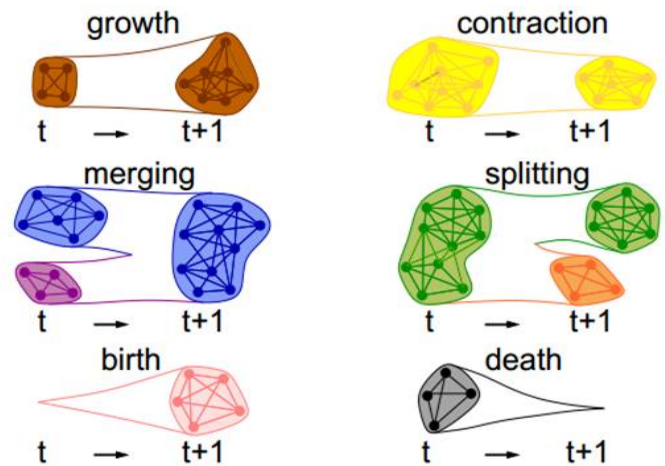 growth
contraction
t → t+1
t → t+1
merging
splitting
t → t+1
t → t+1
birth
death
t → t+1
t → t+1